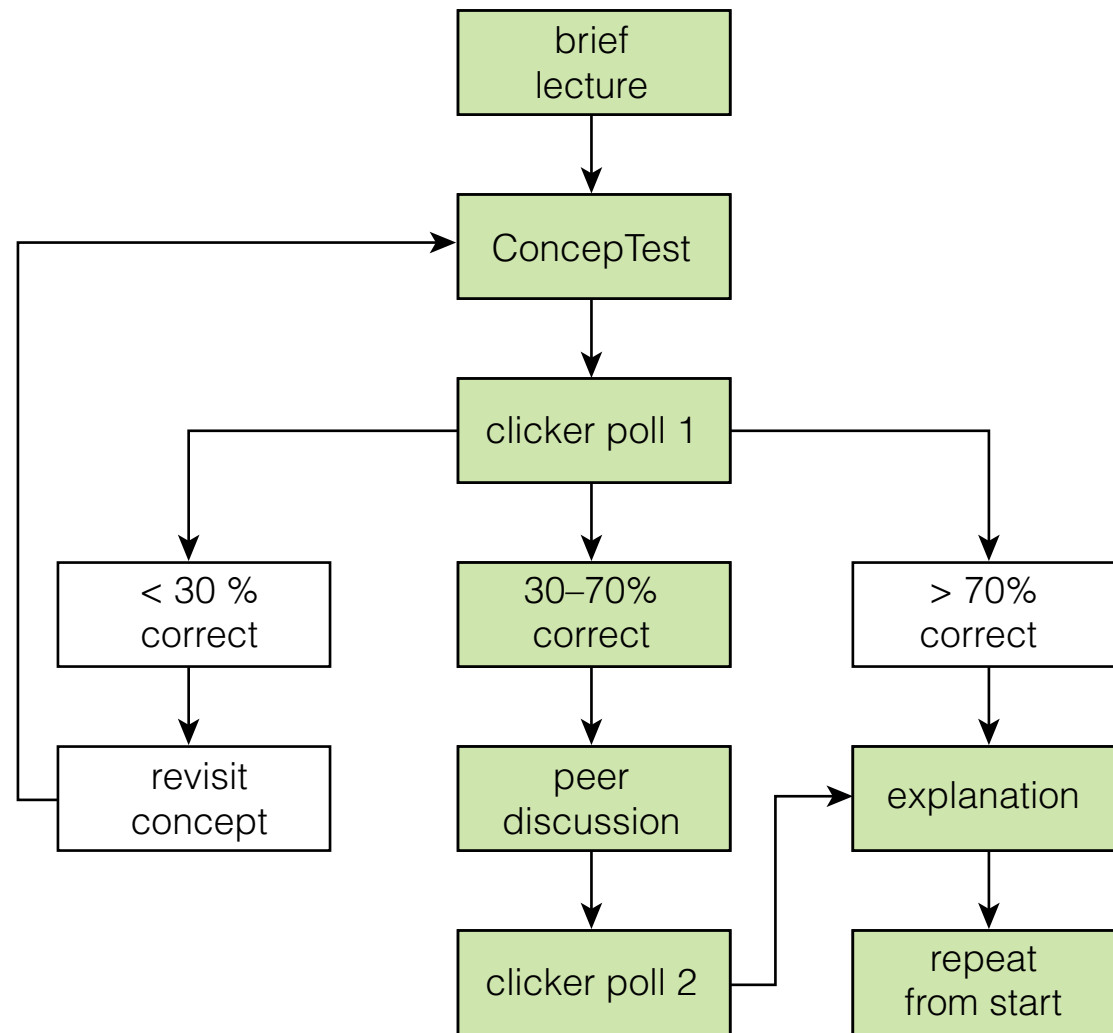 brief
lecture
ConcepTest
clicker poll 1
< 30 %
correct
30–70%
correct
> 70%
correct
revisit
concept
peer
discussion
explanation
clicker poll 2
repeat
from start